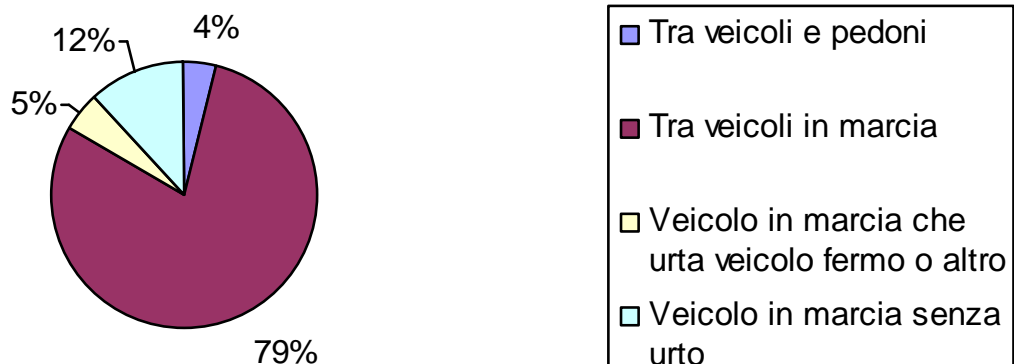 4%
12%
5%
79%
Tra veicoli e pedoni
Tra veicoli in marcia
Veicolo in marcia che
urta veicolo fermo o altro
Veicolo in marcia senza
urto